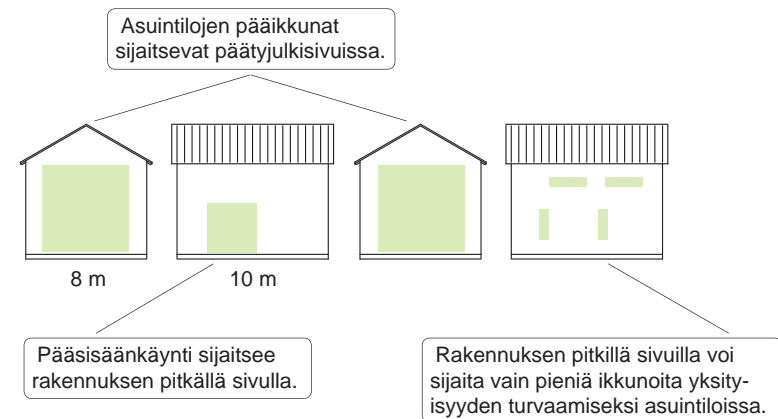 Asuintilojen pääikkunat
sijaitsevat päätyjulkisivuissa.
8 m
10 m
Pääsisäänkäynti sijaitsee
rakennuksen pitkällä sivulla.
Rakennuksen pitkillä sivuilla voi
sijaita vain pieniä ikkunoita yksity-
isyyden turvaamiseksi asuintiloissa.